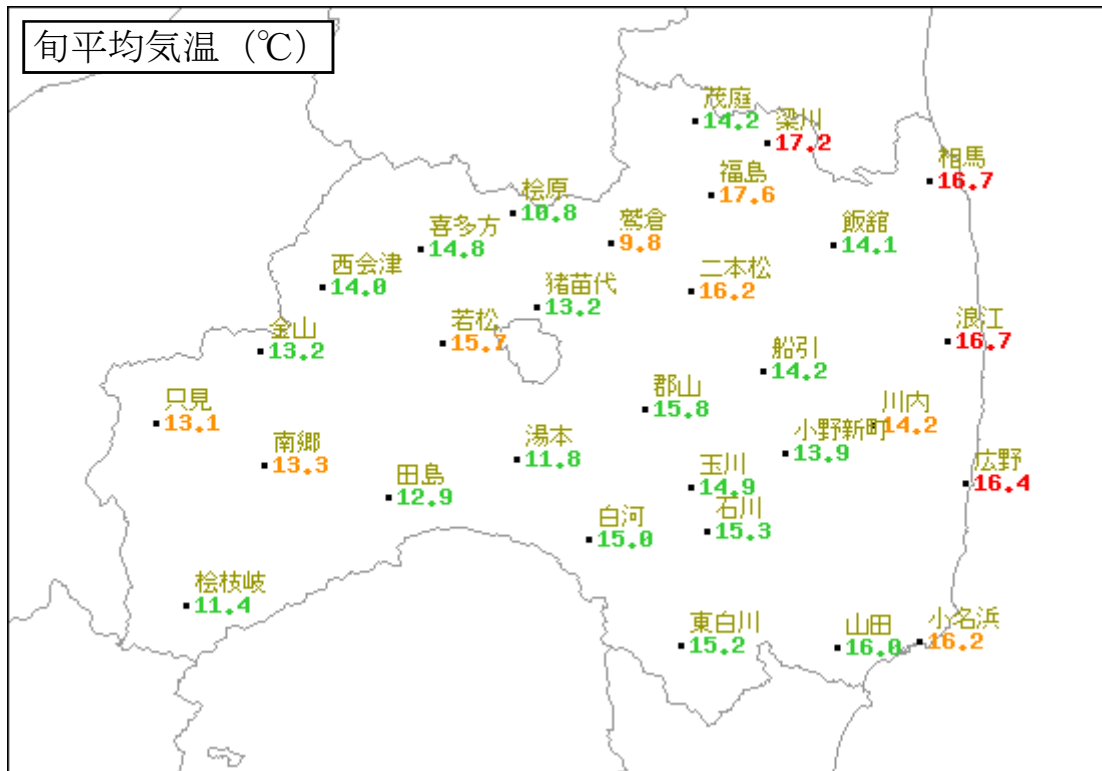 旬平均気温（℃）
茂庭
14.2
梁川
17.2
相馬
16.7
福島
17.6
桧原
10.8
鷲倉
9.8
飯舘
14.1
喜多方
14.8
西会津
14.0
猪苗代
13.2
二本松
16.2
若松
15.7
金山
13.2
浪江
16.7
船引
14.2
郡山
15.8
只見
13.1
川内
14.2
小野新町
13.9
南郷
13.3
湯本
11.8
田島
12.9
玉川
14.9
広野
16.4
石川
15.3
白河
15.0
桧枝岐
11.4
東白川
15.2
山田
16.0
小名浜
16.2